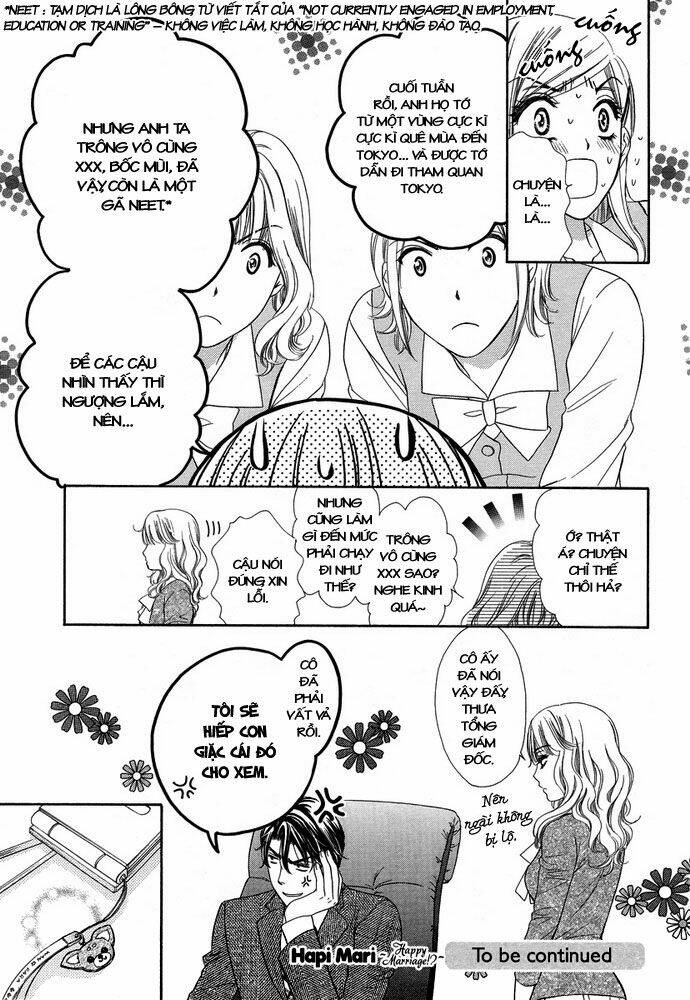 *NEET : TẠM DỊCH LÀ LÔNG BÔNG TỪ VIẾT TẮT CỦA "NOT CURRENTLY ENGAGED IN EMPLOYMENT,
EDUCATION OR TRAINING" – KHÔNG VIỆC LÀM, KHÔNG HỌC HÀNH, KHÔNG ĐÀO TẠO.
cuống
cuống
CHUYỆN
LÀ...
LÀ...
CUỐI TUẦN
RỒI, ANH HỌ TỚ
TỪ MỘT VÙNG CỰC KÌ
CỰC KÌ QUÊ MÙA ĐẾN
TOKYO... VÀ ĐƯỢC TỚ
DẪN ĐI THAM QUAN
TOKYO.
NHƯNG ANH TA
TRÔNG VÔ CÙNG
XXX, BỐC MÙI, ĐÃ
VẬY, CÒN LÀ MỘT
GÃ NEET.*
ĐỂ CÁC CẬU
NHÌN THẤY THÌ
NGƯỢNG LẮM,
NÊN...
Ơ? THẬT
Á? CHUYỆN
CHỈ THẾ
THÔI HẢ?
TRÔNG
VÔ CÙNG
XXX SAO?
NGHE KINH
QUÁ~
NHƯNG
CŨNG LÀM
GÌ ĐẾN MỨC
PHẢI CHẠY
ĐI NHƯ
THẾ?
CẬU NÓI
ĐÚNG XIN
LỖI.
CÔ ẤY
ĐÃ NÓI
VẬY ĐẤY,
THƯA
TỔNG
GIÁM
ĐỐC.
Nên
ngài không
bị lộ.
CÔ
ĐÃ
PHẢI
VẤT VẢ
RỒI.
TÔI SẼ
HIẾP CON
GIẶC CÁI ĐÓ
CHO XEM.
Hapi Mari
~Happy
Marriage!?~
To be continued